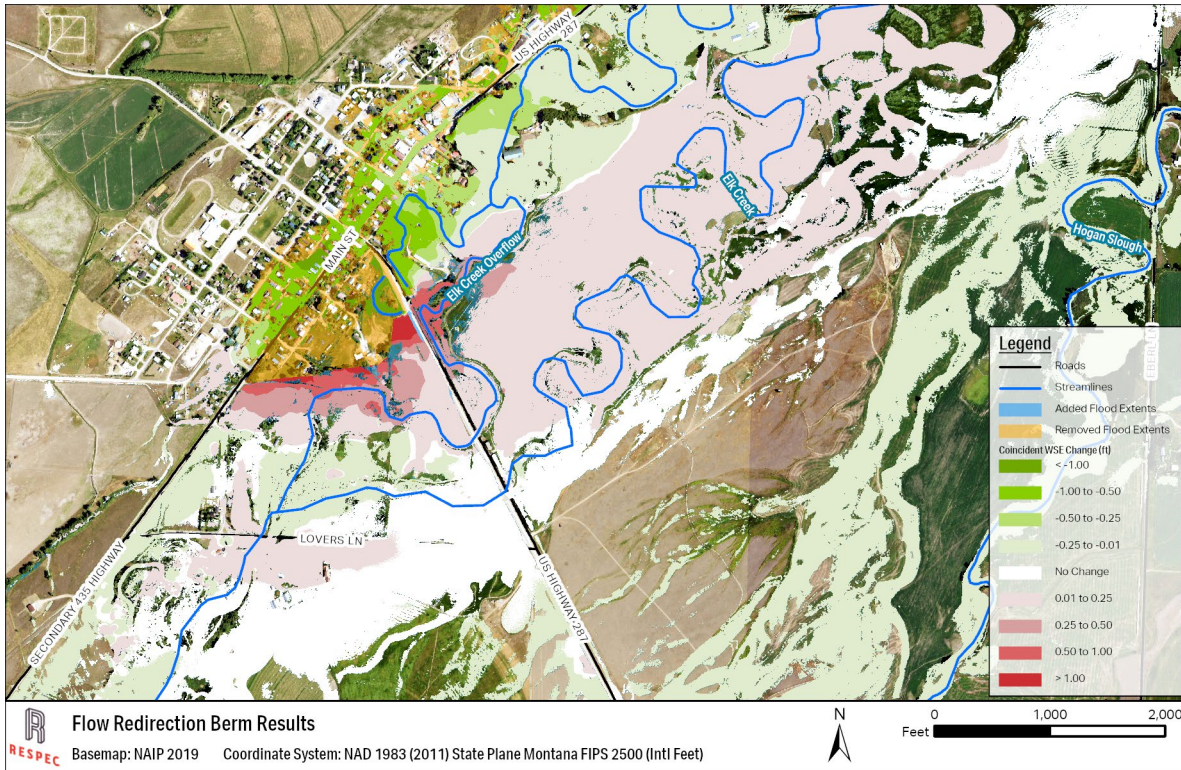 US HIGHWAY
287
MAIN ST
Elk Creek
Elk Creek Overflow
Hogan Slough
EBERL LN
LOVERS LN
SECONDARY 435 HIGHWAY
US HIGHWAY 287
Legend
Roads
Streamlines
Added Flood Extents
Removed Flood Extents
Coincident WSE Change (ft)
< -1.00
-1.00 to -0.50
-0.50 to -0.25
-0.25 to -0.01
No Change
0.01 to 0.25
0.25 to 0.50
0.50 to 1.00
> 1.00
RESPEC
Flow Redirection Berm Results
Basemap: NAIP 2019 Coordinate System: NAD 1983 (2011) State Plane Montana FIPS 2500 (Intl Feet)
N
0 1,000 2,000
Feet